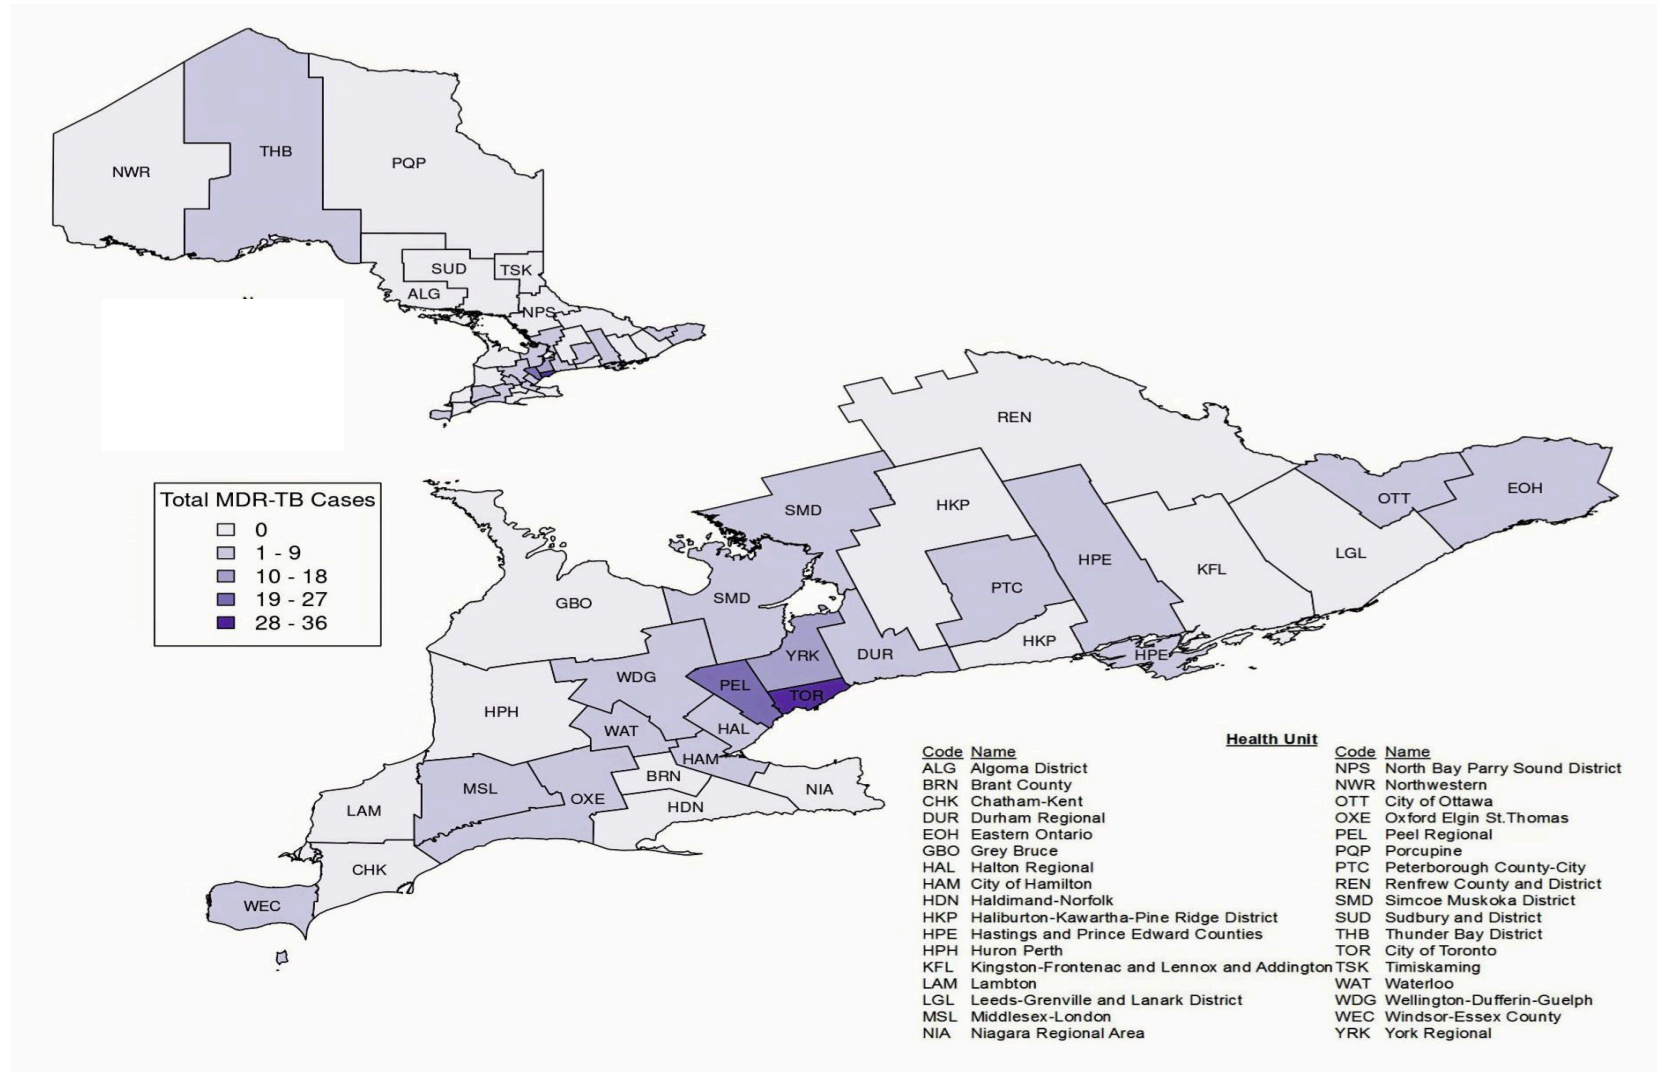 THB
NWR
PQP
SUD
TSK
ALG
NPS
REN
Total MDR-TB Cases
0
1 - 9
10 - 18
19 - 27
28 - 36
SMD
HKP
OTT
EOH
HPE
LGL
KFL
PTC
GBO
SMD
HKP
YRK
DUR
HPE
WDG
PEL
TOR
HPH
WAT
HAL
HAM
BRN
MSL
OXE
NIA
HDN
LAM
CHK
WEC
Health Unit
Code Name
ALG Algoma District
BRN Brant County
CHK Chatham-Kent
DUR Durham Regional
EOH Eastern Ontario
GBO Grey Bruce
HAL Halton Regional
HAM City of Hamilton
HDN Haldimand-Norfolk
HKP Haliburton-Kawartha-Pine Ridge District
HPE Hastings and Prince Edward Counties
HPH Huron Perth
KFL Kingston-Frontenac and Lennox and Addington
LAM Lambton
LGL Leeds-Grenville and Lanark District
MSL Middlesex-London
NIA Niagara Regional Area
Code Name
NPS North Bay Parry Sound District
NWR Northwestern
OTT City of Ottawa
OXE Oxford Elgin St.Thomas
PEL Peel Regional
PQP Porcupine
PTC Peterborough County-City
REN Renfrew County and District
SMD Simcoe Muskoka District
SUD Sudbury and District
THB Thunder Bay District
TOR City of Toronto
TSK Timiskaming
WAT Waterloo
WDG Wellington-Dufferin-Guelph
WEC Windsor-Essex County
YRK York Regional